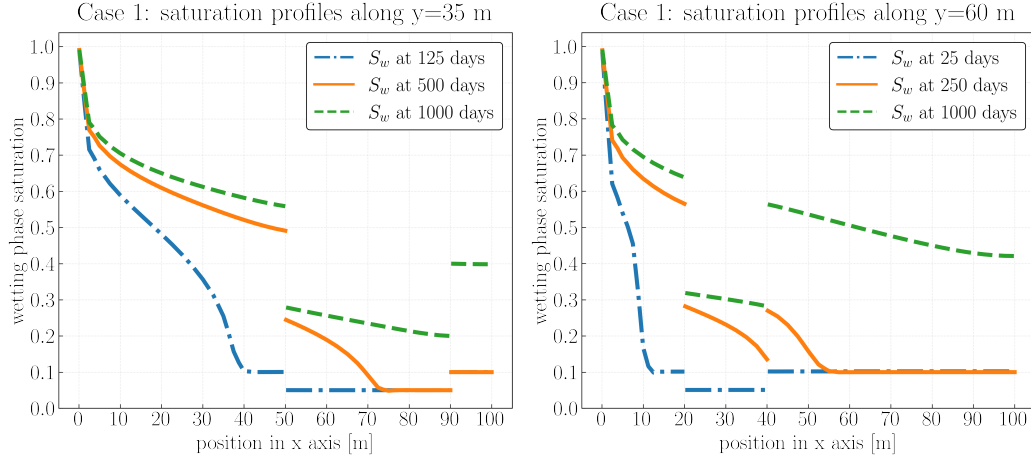 Case 1: saturation profiles along y=35 m
wetting phase saturation
1.0
0.9
0.8
0.7
0.6
0.5
0.4
0.3
0.2
0.1
0.0
S_w at 125 days
S_w at 500 days
S_w at 1000 days
0 10 20 30 40 50 60 70 80 90 100
position in x axis [m]
Case 1: saturation profiles along y=60 m
wetting phase saturation
1.0
0.9
0.8
0.7
0.6
0.5
0.4
0.3
0.2
0.1
0.0
S_w at 25 days
S_w at 250 days
S_w at 1000 days
0 10 20 30 40 50 60 70 80 90 100
position in x axis [m]